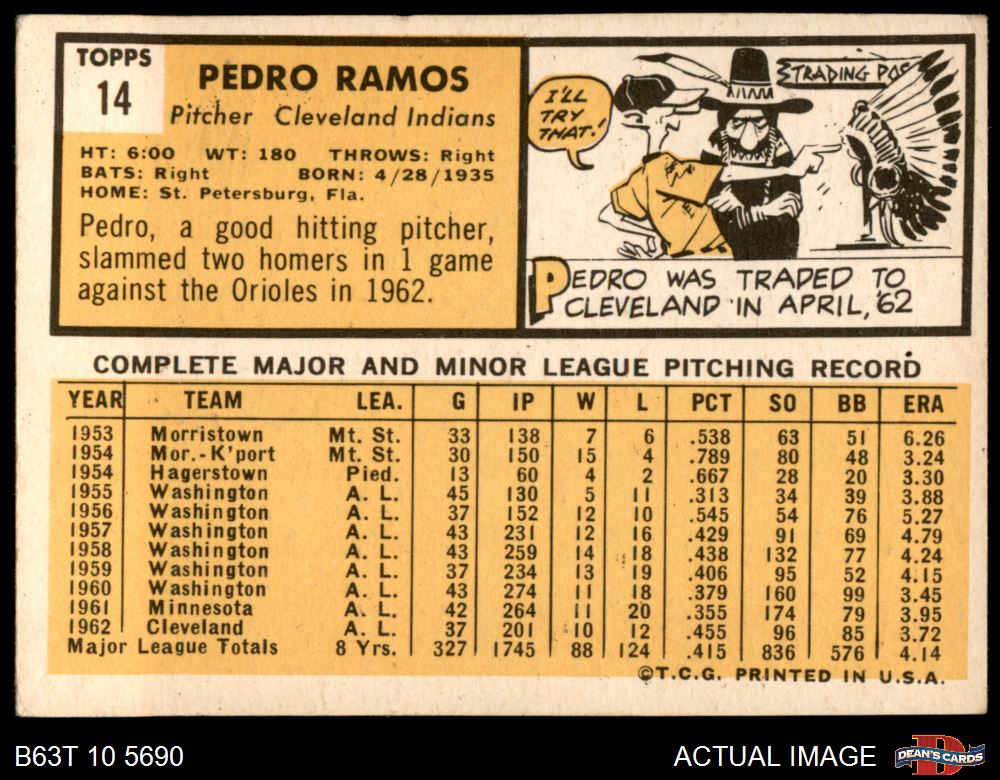 TOPPS
14
PEDRO RAMOS
Pitcher Cleveland Indians
HT: 6:00 WT: 180 THROWS: Right
BATS: Right BORN: 4/28/1935
HOME: St. Petersburg, Fla.
Pedro, a good hitting pitcher,
slammed two homers in 1 game
against the Orioles in 1962.
I'LL
TRY
THAT!
TRADING POS
PEDRO WAS TRADED TO
CLEVELAND IN APRIL, '62
COMPLETE MAJOR AND MINOR LEAGUE PITCHING RECORD
YEAR TEAM LEA. G IP W L PCT SO BB ERA
1953 Morristown Mt. St. 33 138 7 6 .538 63 51 6.26
1954 Mor.-K'port Mt. St. 30 150 15 4 .789 80 48 3.24
1954 Hagerstown Pied. 13 60 4 2 .667 28 20 3.30
1955 Washington A. L. 45 130 5 11 .313 34 39 3.88
1956 Washington A. L. 37 152 12 10 .545 54 76 5.27
1957 Washington A. L. 43 231 12 16 .429 91 69 4.79
1958 Washington A. L. 43 259 14 18 .438 132 77 4.24
1959 Washington A. L. 37 234 13 19 .406 95 52 4.15
1960 Washington A. L. 43 274 11 18 .379 160 99 3.45
1961 Minnesota A. L. 42 264 11 20 .355 174 79 3.95
1962 Cleveland A. L. 37 201 10 12 .455 96 85 3.72
Major League Totals 8 Yrs. 327 1745 88 124 .415 836 576 4.14
©T.C.G. PRINTED IN U.S.A.
B63T 10 5690
ACTUAL IMAGE
DEAN'S CARDS